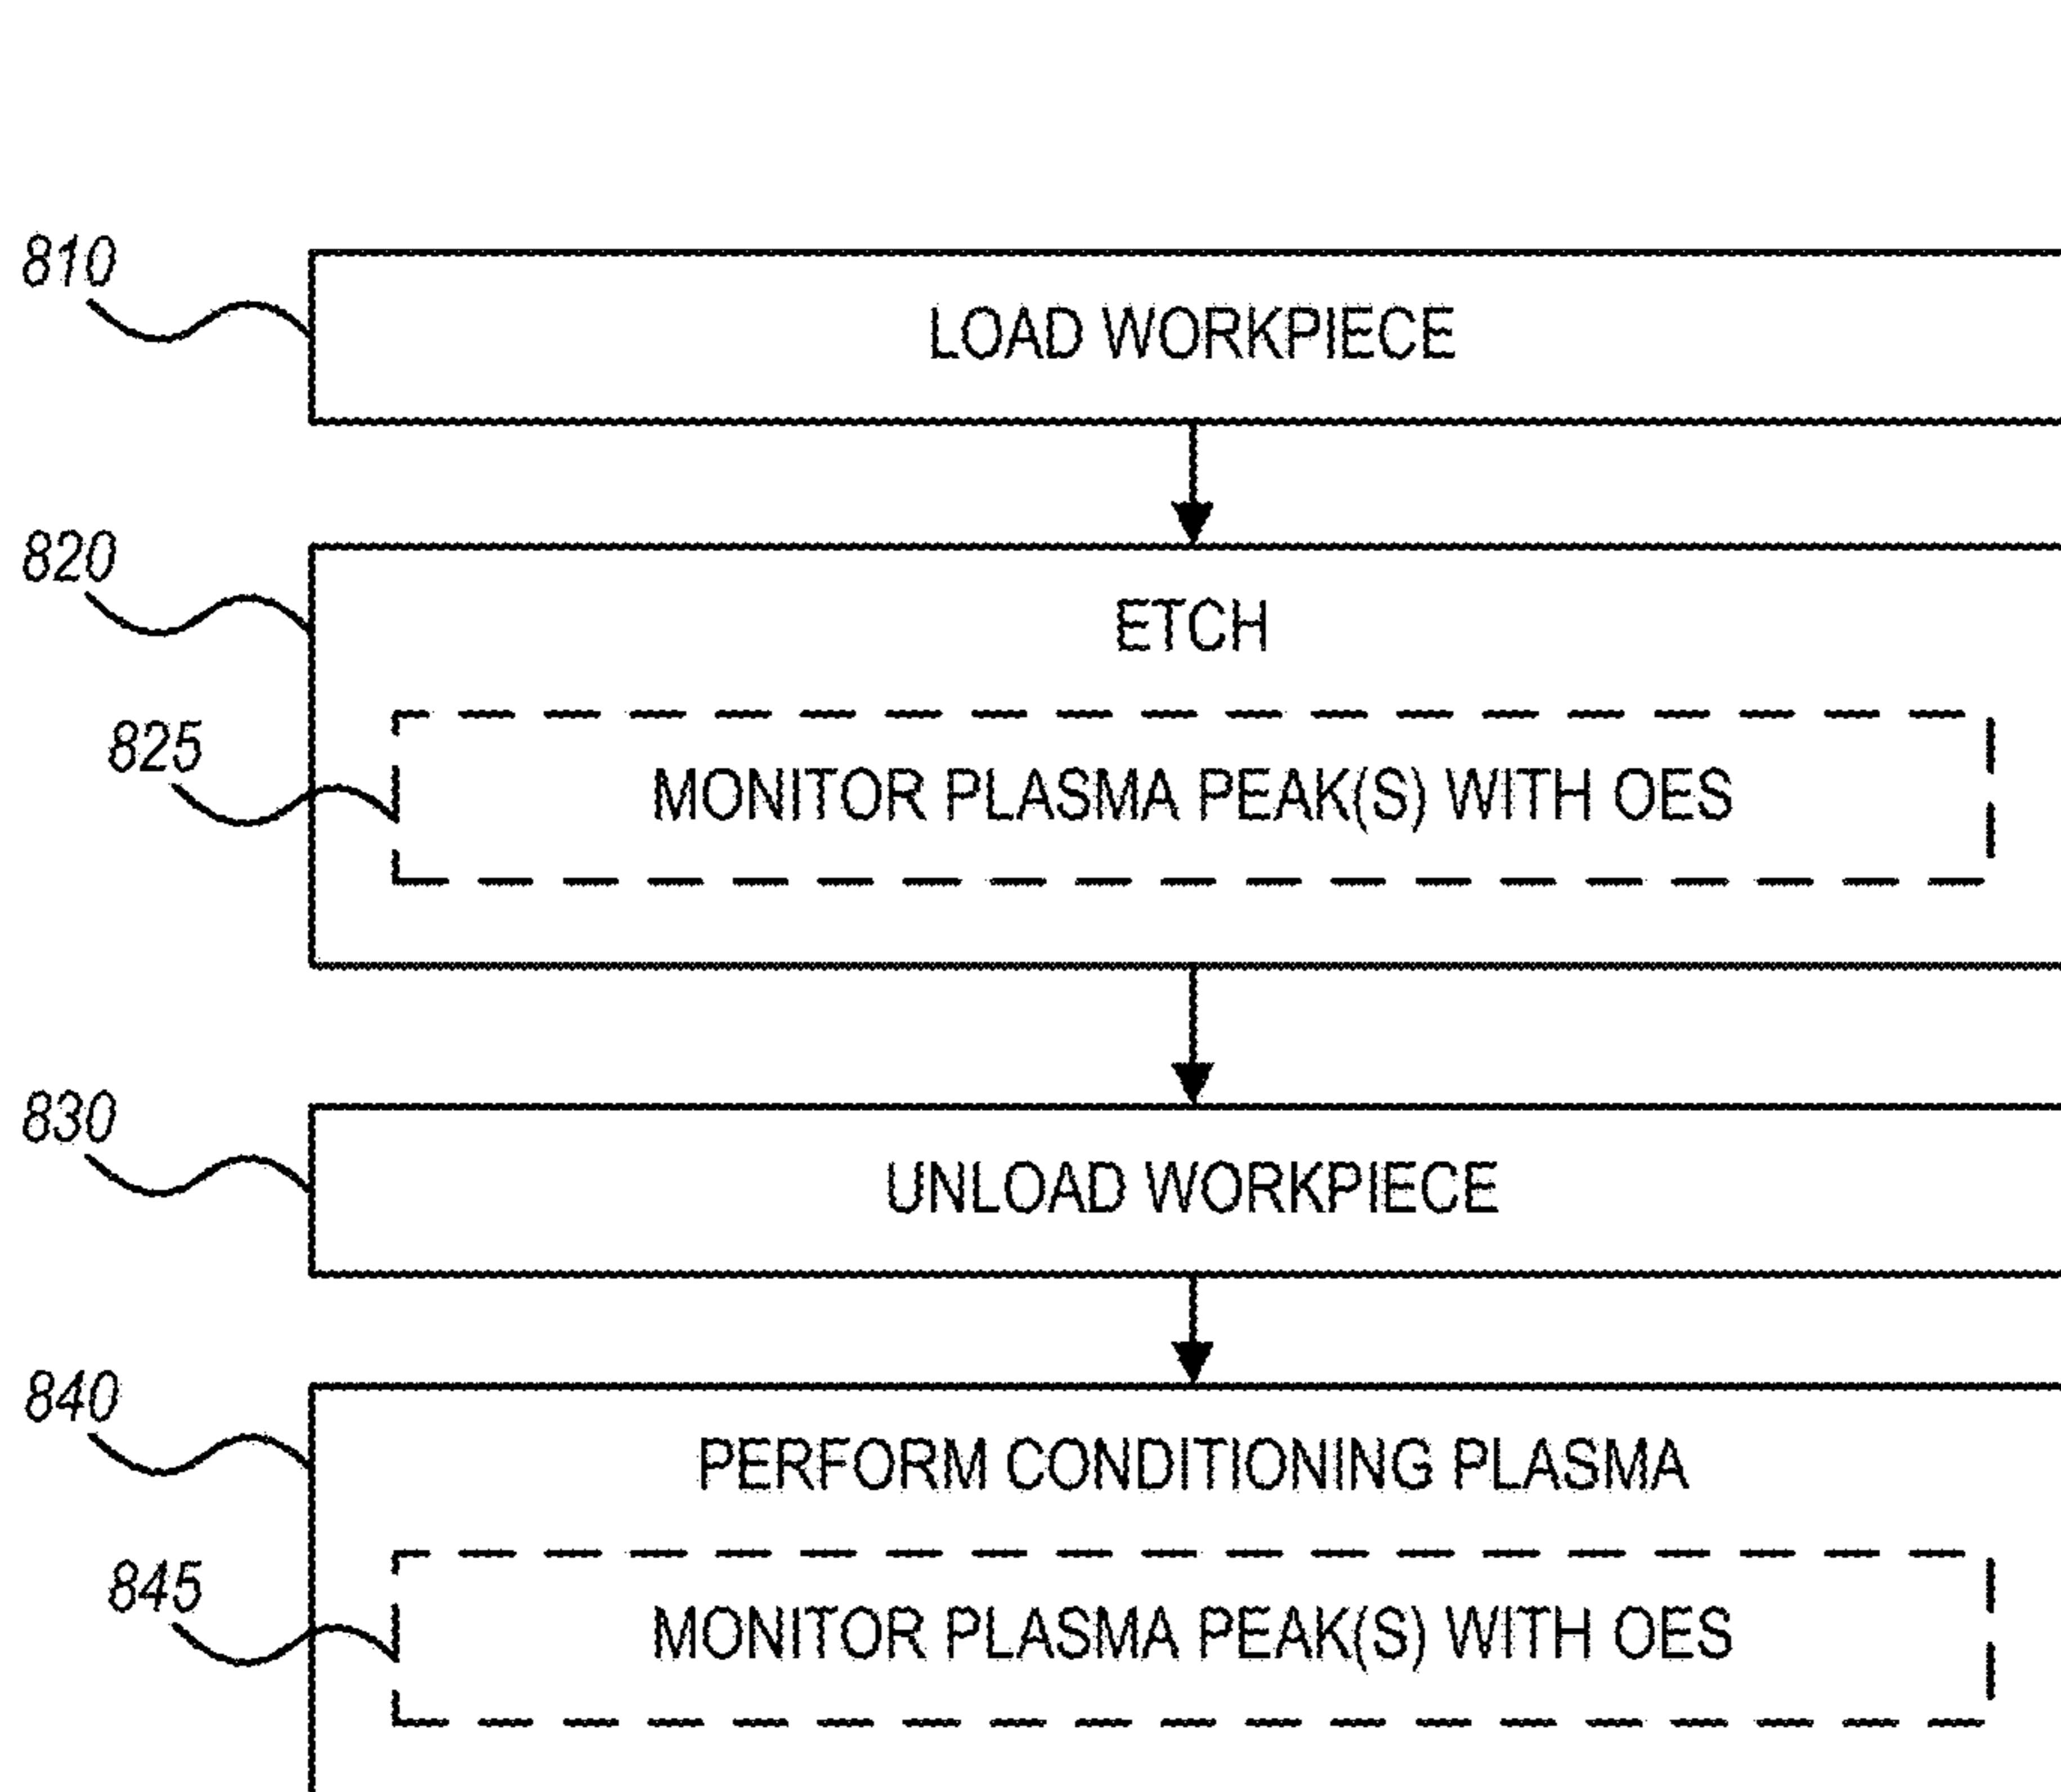 810
LOAD WORKPIECE
820
ETCH
825
MONITOR PLASMA PEAK(S) WITH OES
830
UNLOAD WORKPIECE
840
PERFORM CONDITIONING PLASMA
845
MONITOR PLASMA PEAK(S) WITH OES